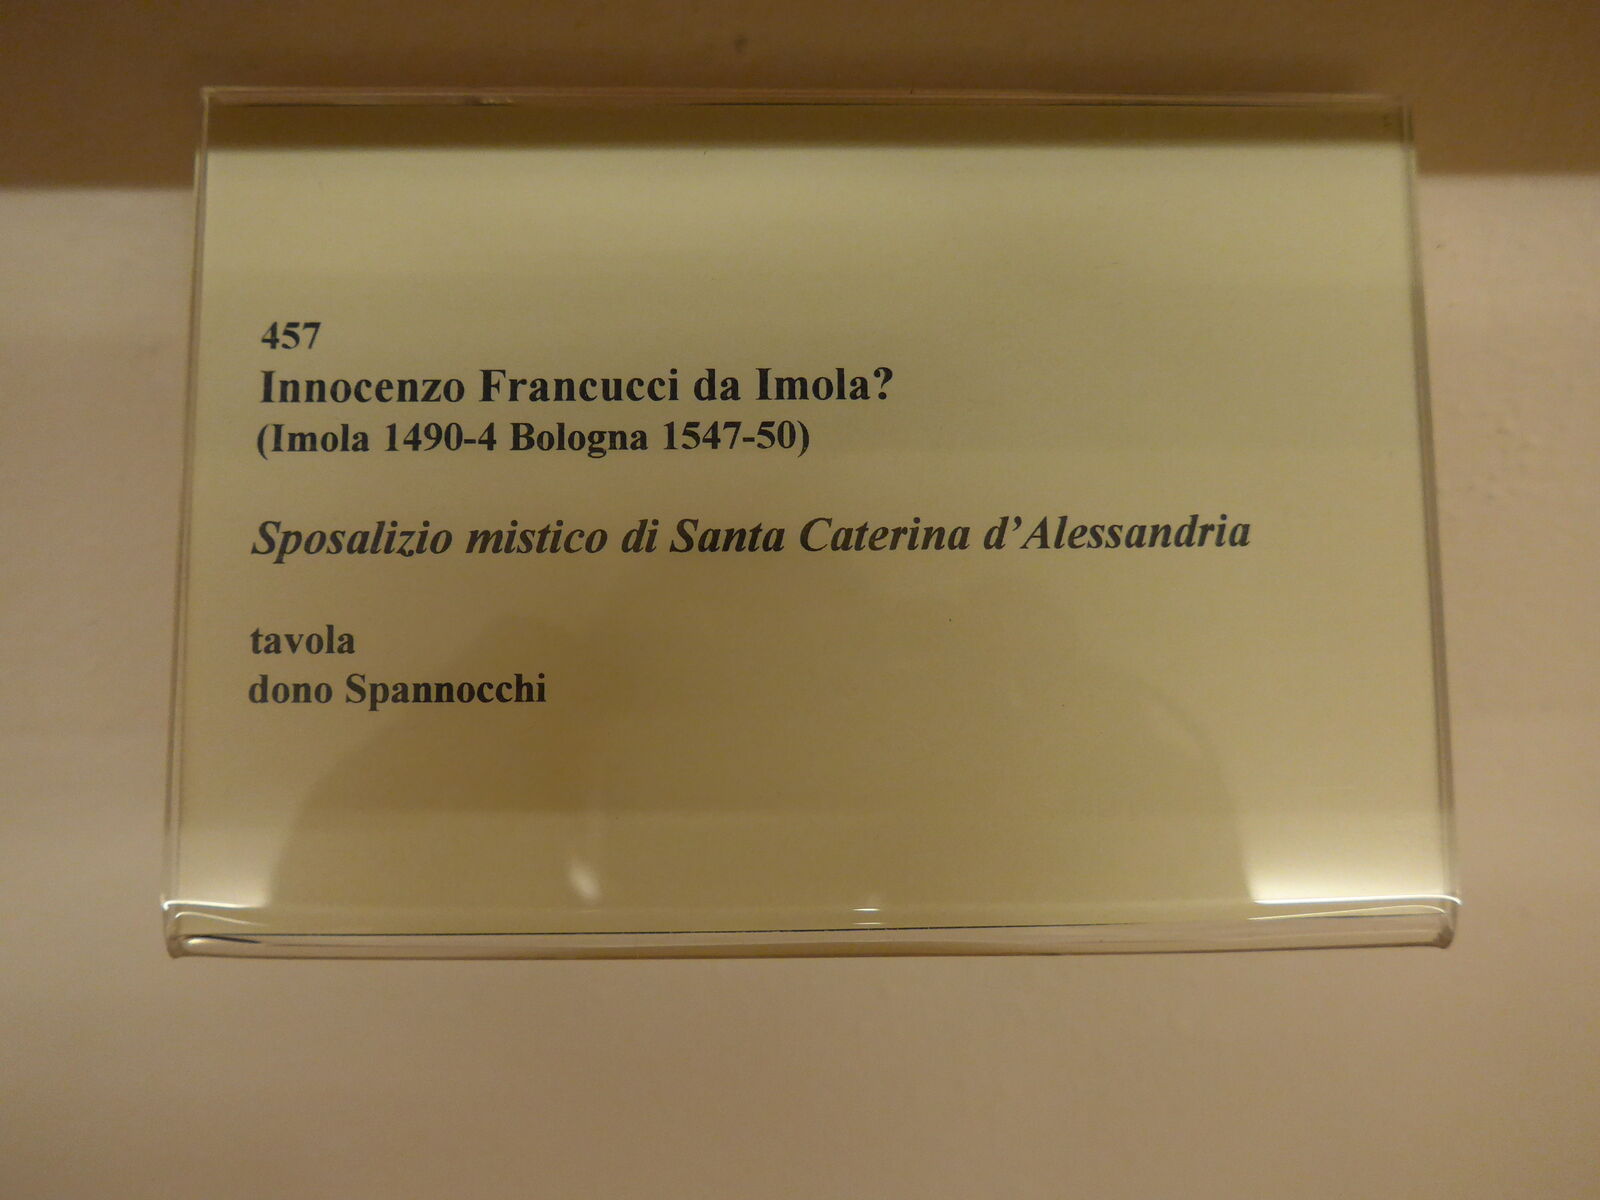 457
Innocenzo Francucci da Imola?
(Imola 1490-4 Bologna 1547-50)
Sposalizio mistico di Santa Caterina d’Alessandria
tavola
dono Spannocchi